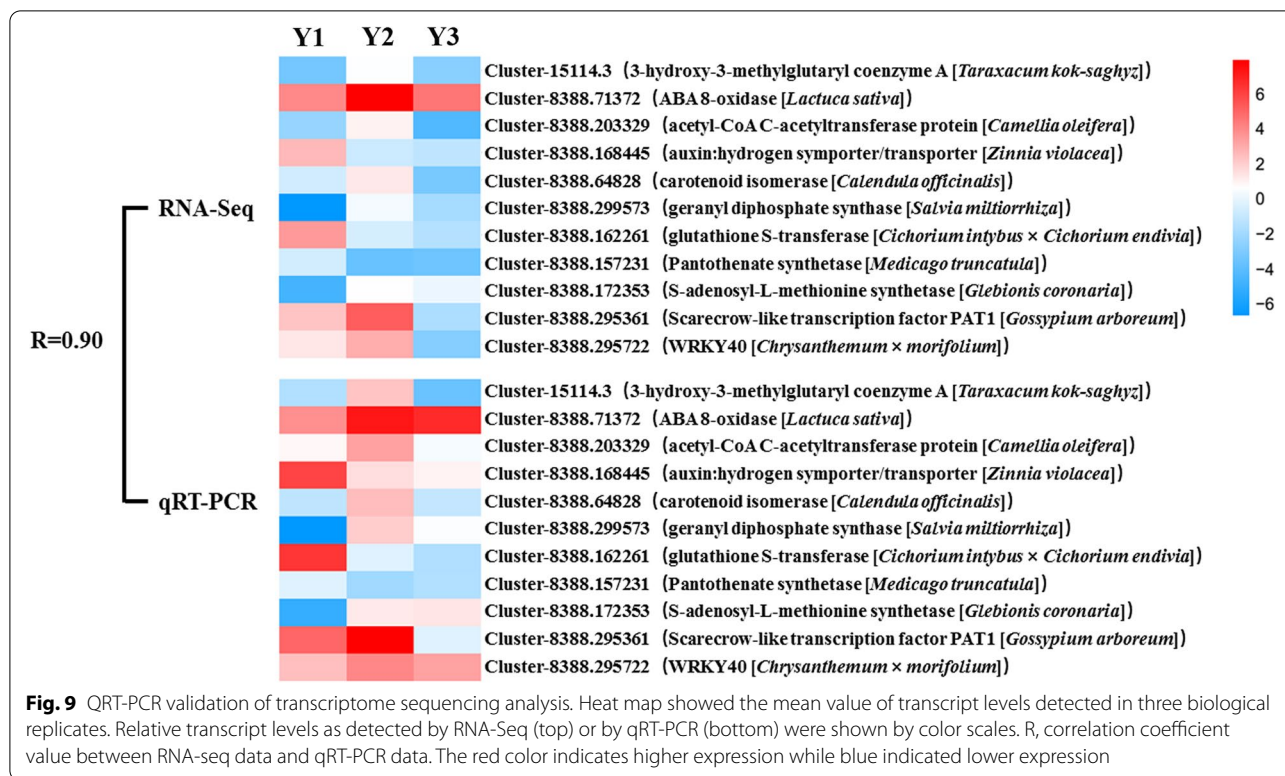 Y1 Y2 Y3
Cluster-15114.3 (3-hydroxy-3-methylglutaryl coenzyme A [Taraxacum kok-saghyz])
Cluster-8388.71372 (ABA 8-oxidase [Lactuca sativa])
Cluster-8388.203329 (acetyl-CoA C-acetyltransferase protein [Camellia oleifera])
Cluster-8388.168445 (auxin:hydrogen symporter/transporter [Zinnia violacea])
Cluster-8388.64828 (carotenoid isomerase [Calendula officinalis])
Cluster-8388.299573 (geranyl diphosphate synthase [Salvia miltiorrhiza])
Cluster-8388.162261 (glutathione S-transferase [Cichorium intybus × Cichorium endivia])
Cluster-8388.157231 (Pantothenate synthetase [Medicago truncatula])
Cluster-8388.172353 (S-adenosyl-L-methionine synthetase [Glebionis coronaria])
Cluster-8388.295361 (Scarecrow-like transcription factor PAT1 [Gossypium arboreum])
Cluster-8388.295722 (WRKY40 [Chrysanthemum × morifolium])
RNA-Seq
R=0.90
qRT-PCR
Cluster-15114.3 (3-hydroxy-3-methylglutaryl coenzyme A [Taraxacum kok-saghyz])
Cluster-8388.71372 (ABA 8-oxidase [Lactuca sativa])
Cluster-8388.203329 (acetyl-CoA C-acetyltransferase protein [Camellia oleifera])
Cluster-8388.168445 (auxin:hydrogen symporter/transporter [Zinnia violacea])
Cluster-8388.64828 (carotenoid isomerase [Calendula officinalis])
Cluster-8388.299573 (geranyl diphosphate synthase [Salvia miltiorrhiza])
Cluster-8388.162261 (glutathione S-transferase [Cichorium intybus × Cichorium endivia])
Cluster-8388.157231 (Pantothenate synthetase [Medicago truncatula])
Cluster-8388.172353 (S-adenosyl-L-methionine synthetase [Glebionis coronaria])
Cluster-8388.295361 (Scarecrow-like transcription factor PAT1 [Gossypium arboreum])
Cluster-8388.295722 (WRKY40 [Chrysanthemum × morifolium])
6
4
2
0
−2
−4
−6
Fig. 9 QRT-PCR validation of transcriptome sequencing analysis. Heat map showed the mean value of transcript levels detected in three biological
replicates. Relative transcript levels as detected by RNA-Seq (top) or by qRT-PCR (bottom) were shown by color scales. R, correlation coefficient
value between RNA-seq data and qRT-PCR data. The red color indicates higher expression while blue indicated lower expression